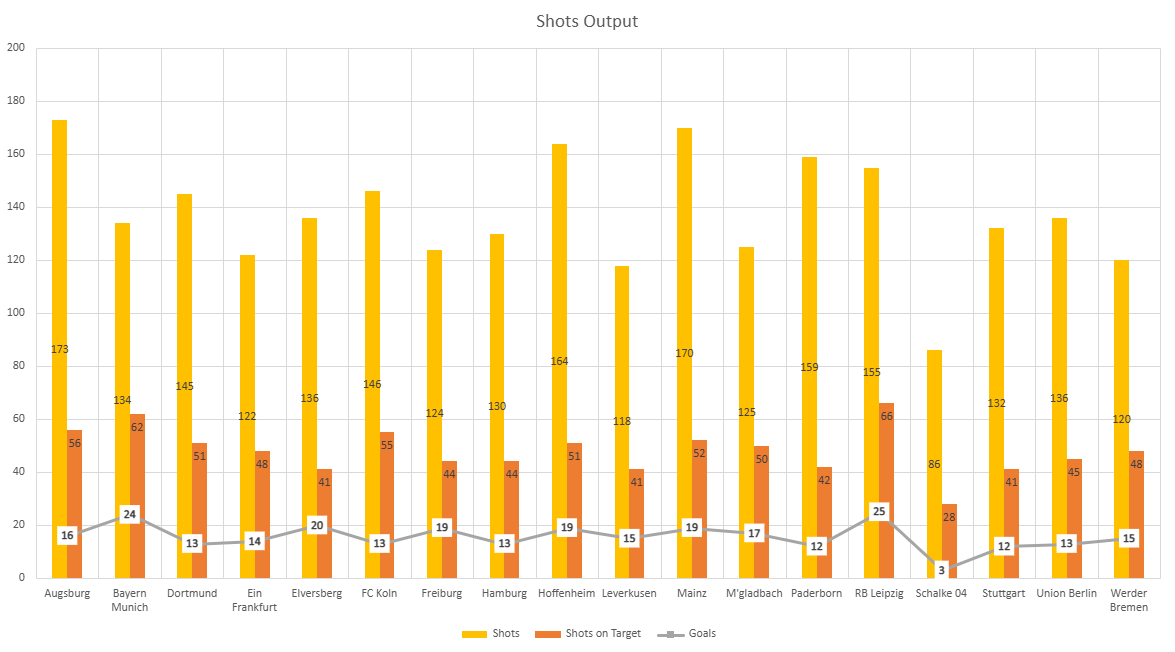 Shots Output
200
180
160
140
120
100
80
60
40
20
0
173 134 145 122 136 146 124 130 164 118 170 125 159 155 86 132 136 120
56 62 51 48 41 55 44 44 51 41 52 50 42 66 28 41 45 48
16 24 13 14 20 13 19 13 19 15 19 17 12 25 3 12 13 15
Augsburg Bayern Dortmund Ein Elversberg FC Koln Freiburg Hamburg Hoffenheim Leverkusen Mainz M'gladbach Paderborn RB Leipzig Schalke 04 Stuttgart Union Berlin Werder
Munich Frankfurt Bremen
Shots Shots on Target Goals